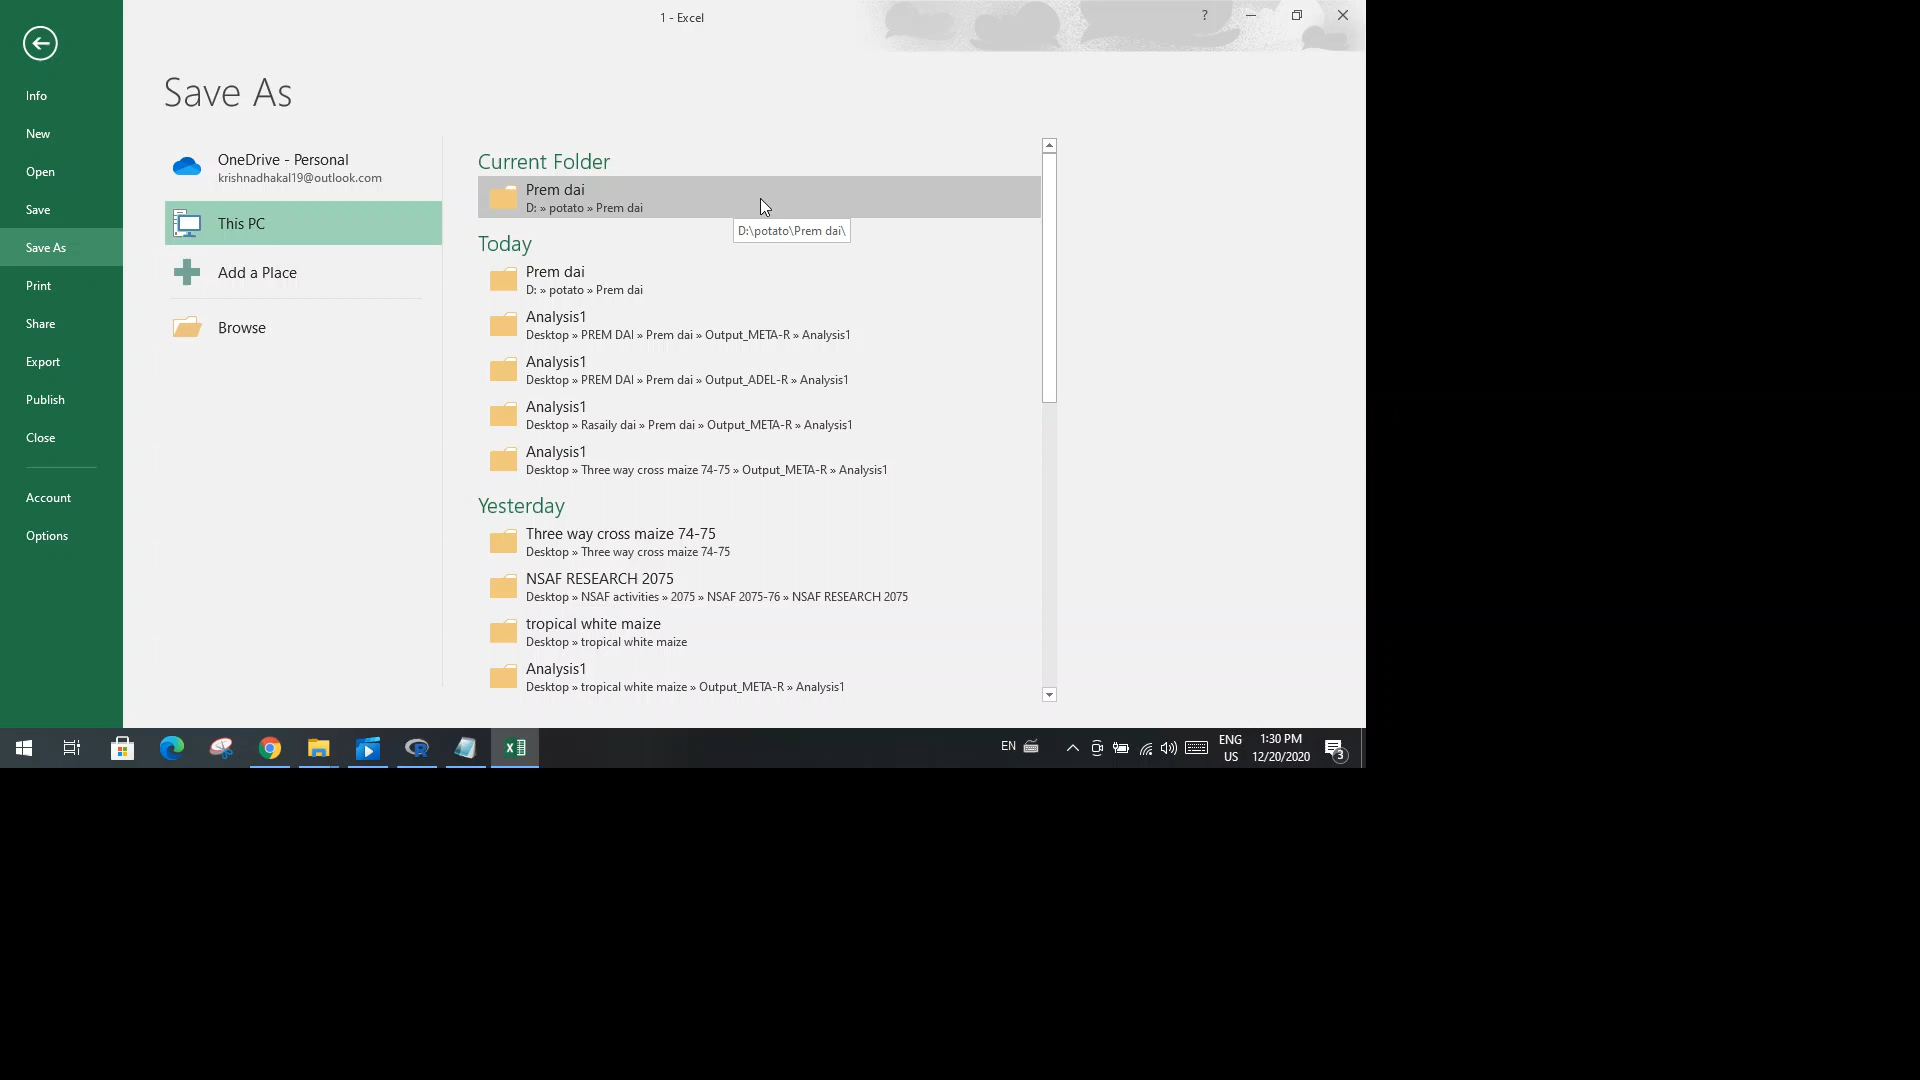 1 - Excel
?
Info
New
Open
Save
Save As
Print
Share
Export
Publish
Close
Account
Options
Save As
OneDrive - Personal
krishnadhakal19@outlook.com
This PC
Add a Place
Browse
Current Folder
Prem dai
D: » potato » Prem dai
D:\potato\Prem dai\
Today
Prem dai
D: » potato » Prem dai
Analysis1
Desktop » PREM DAI » Prem dai » Output_META-R » Analysis1
Analysis1
Desktop » PREM DAI » Prem dai » Output_ADEL-R » Analysis1
Analysis1
Desktop » Rasaily dai » Prem dai » Output_META-R » Analysis1
Analysis1
Desktop » Three way cross maize 74-75 » Output_META-R » Analysis1
Yesterday
Three way cross maize 74-75
Desktop » Three way cross maize 74-75
NSAF RESEARCH 2075
Desktop » NSAF activities » 2075 » NSAF 2075-76 » NSAF RESEARCH 2075
tropical white maize
Desktop » tropical white maize
Analysis1
Desktop » tropical white maize » Output_META-R » Analysis1
EN
ENG
US
1:30 PM
12/20/2020
3